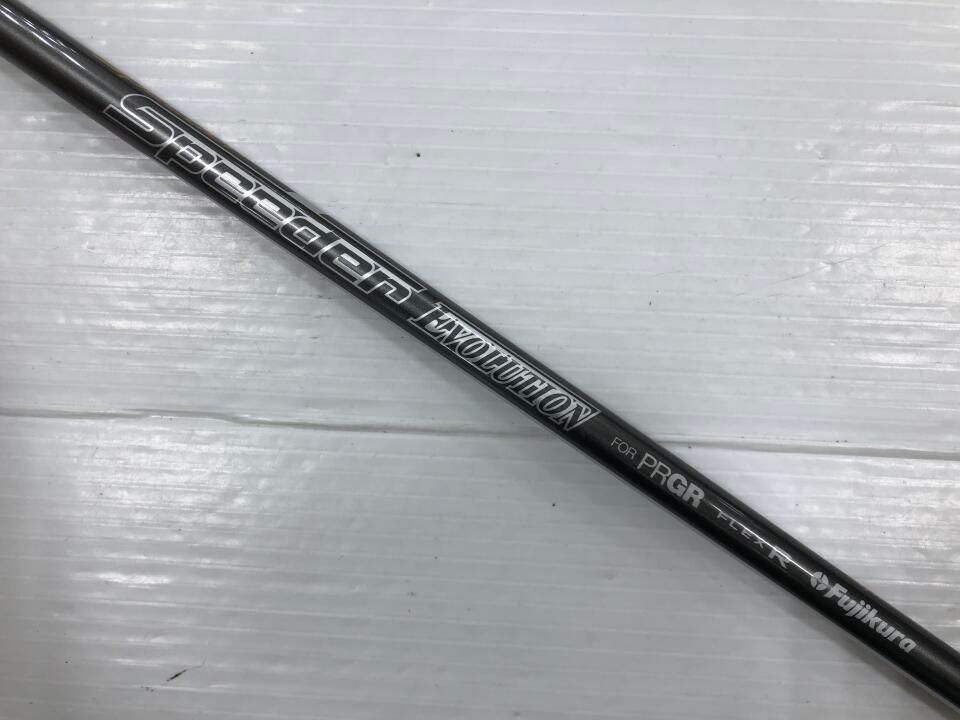 Speeder EVOLUTION FOR PRGR FLEX R Fujikura